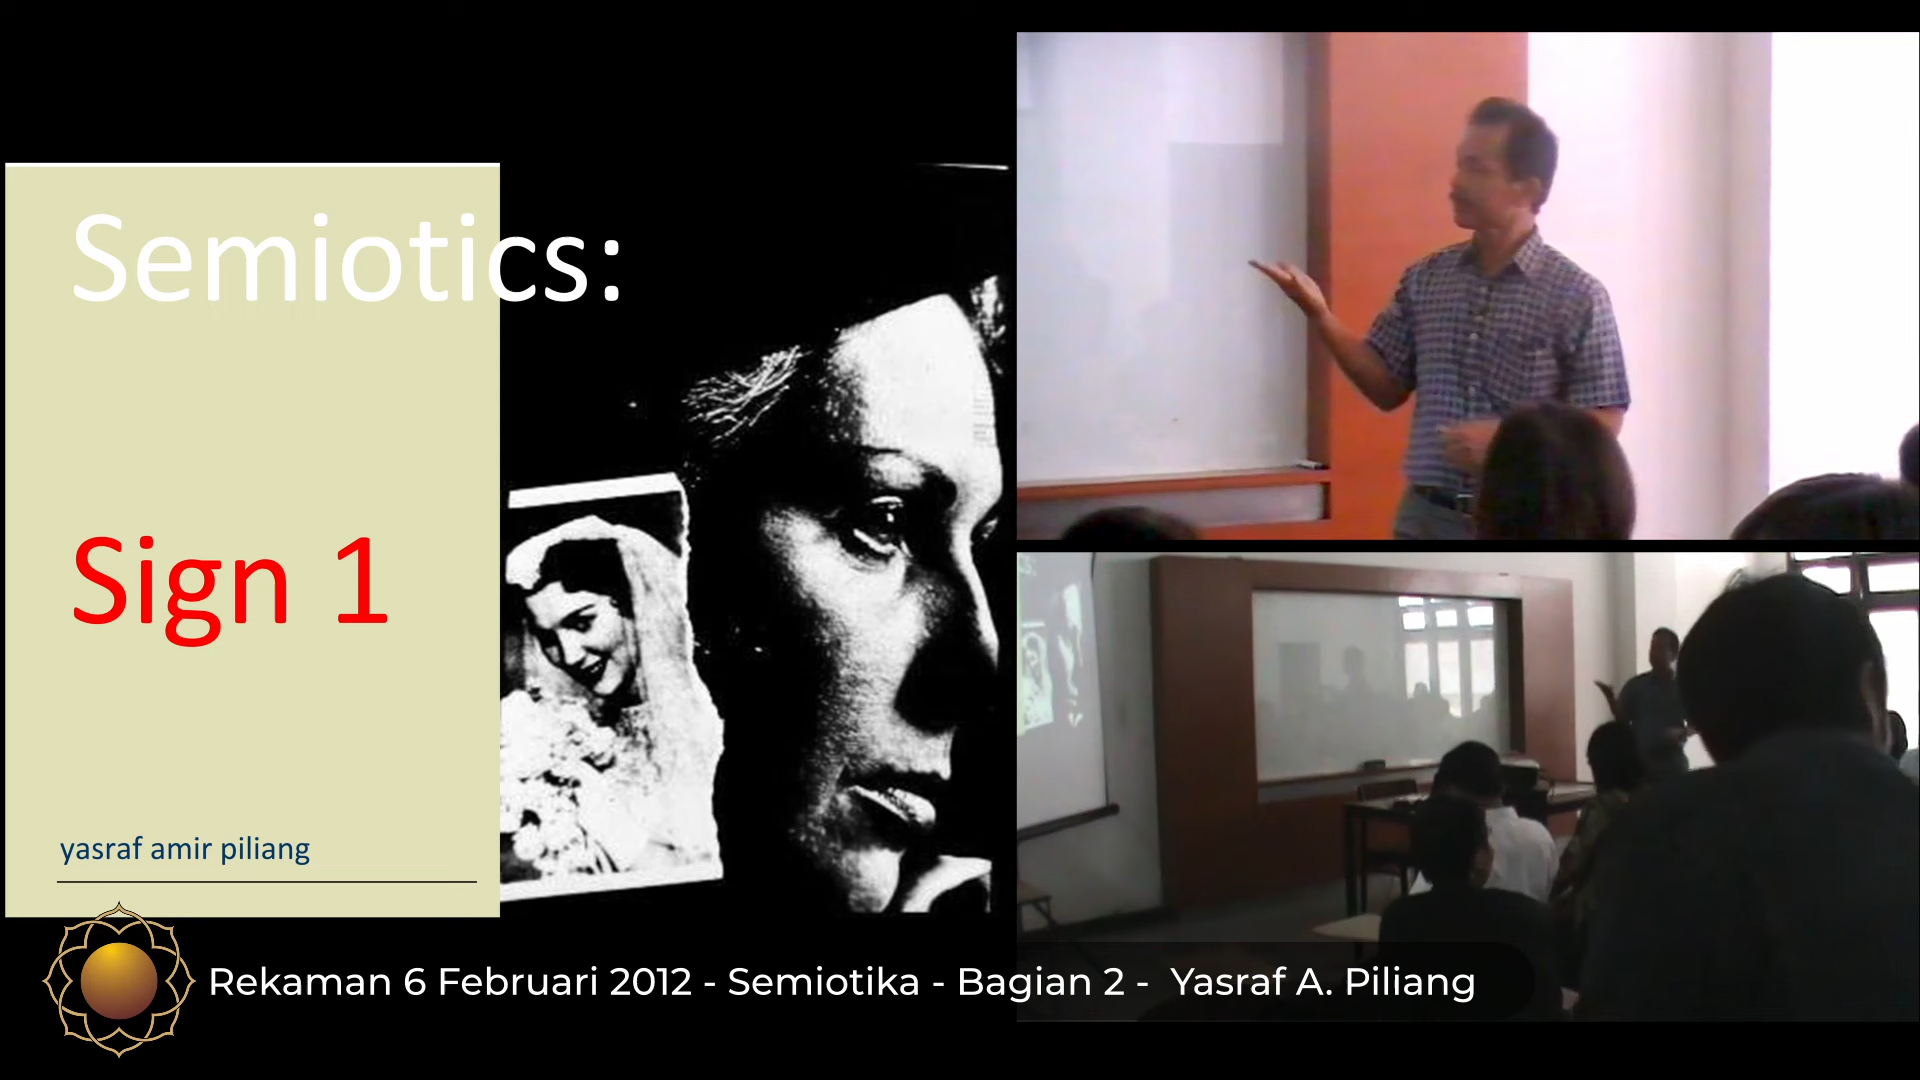 Semiotics:
Sign 1
yasraf amir piliang
Rekaman 6 Februari 2012 - Semiotika - Bagian 2 - Yasraf A. Piliang